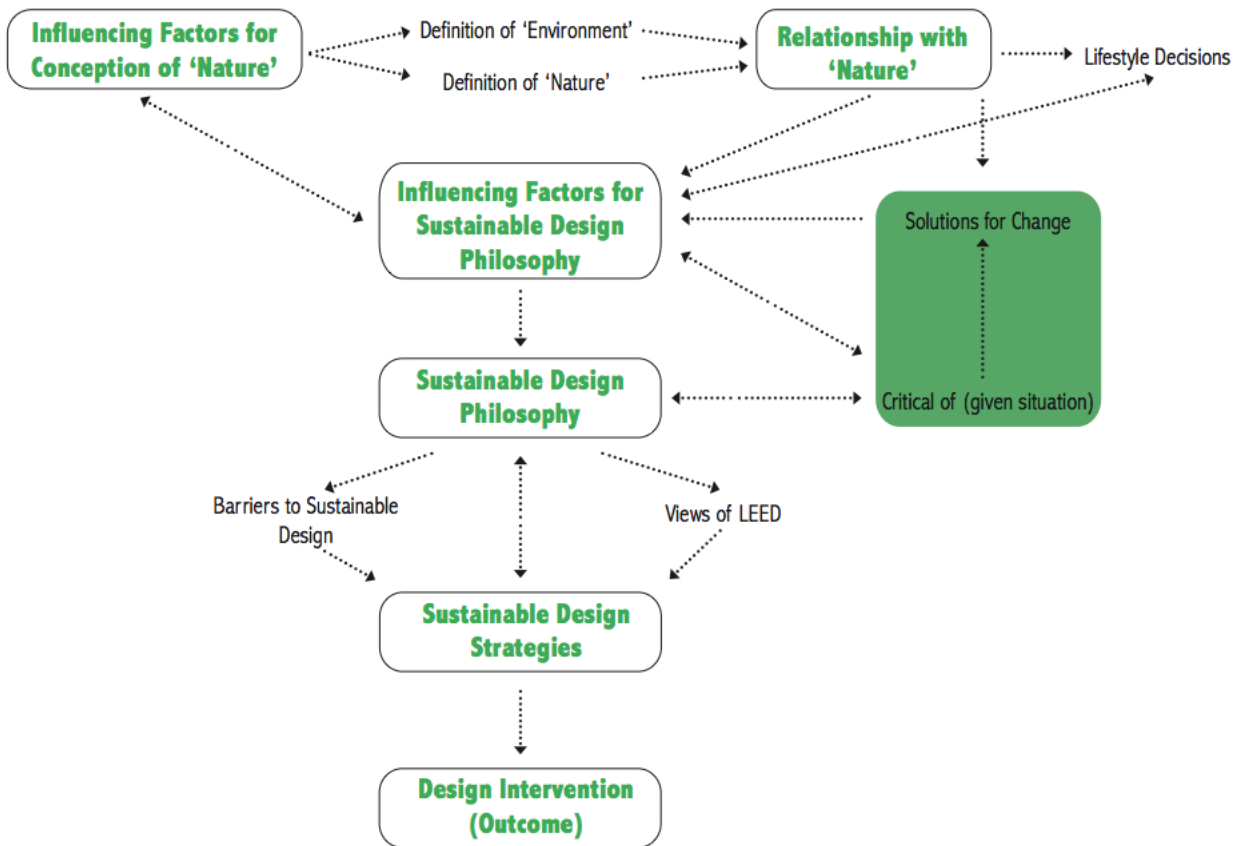 Influencing Factors for
Conception of ‘Nature’
Definition of ‘Environment’
Definition of ‘Nature’
Relationship with
‘Nature’
Lifestyle Decisions
Influencing Factors for
Sustainable Design
Philosophy
Solutions for Change
Critical of (given situation)
Sustainable Design
Philosophy
Barriers to Sustainable
Design
Views of LEED
Sustainable Design
Strategies
Design Intervention
(Outcome)